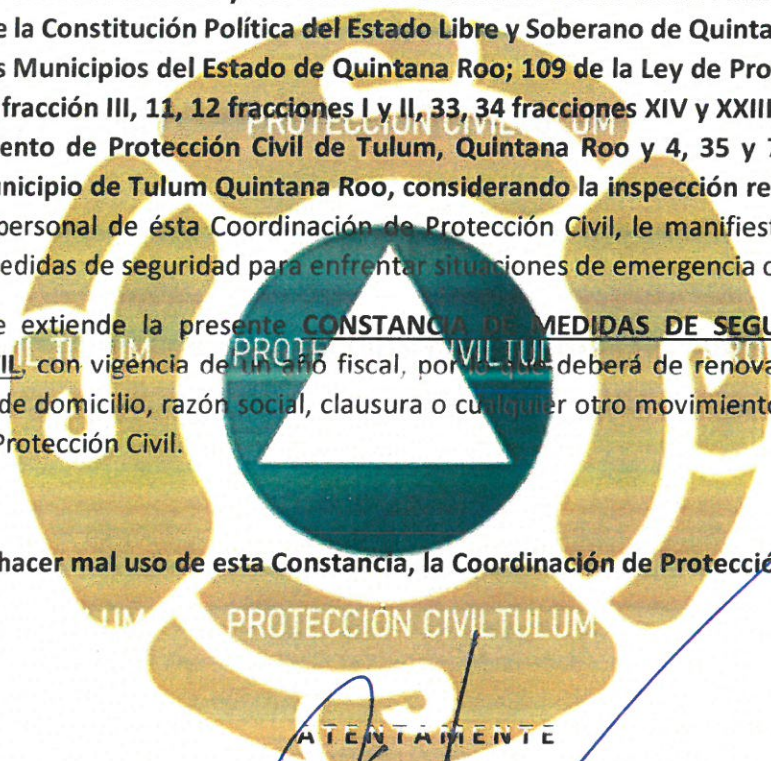 e la Constitución Política del Estado Libre y Soberano de Quinta
s Municipios del Estado de Quintana Roo; 109 de la Ley de Pro
fracción III, 11, 12 fracciones I y II, 33, 34 fracciones XIV y XXIII
PROTECCIÓN CIVIL TULUM
ento de Protección Civil de Tulum, Quintana Roo y 4, 35 y 7
unicipio de Tulum Quintana Roo, considerando la inspección re
personal de ésta Coordinación de Protección Civil, le manifiest
edidas de seguridad para enfrentar situaciones de emergencia o
e extiende la presente CONSTANCIA DE MEDIDAS DE SEGU
IL, con vigencia de un año fiscal, por lo que deberá de renova
de domicilio, razón social, clausura o cualquier otro movimiento
Protección Civil.
hacer mal uso de esta Constancia, la Coordinación de Protecció
PROTECCIÓN CIVILTULUM
ATENTAMENTE